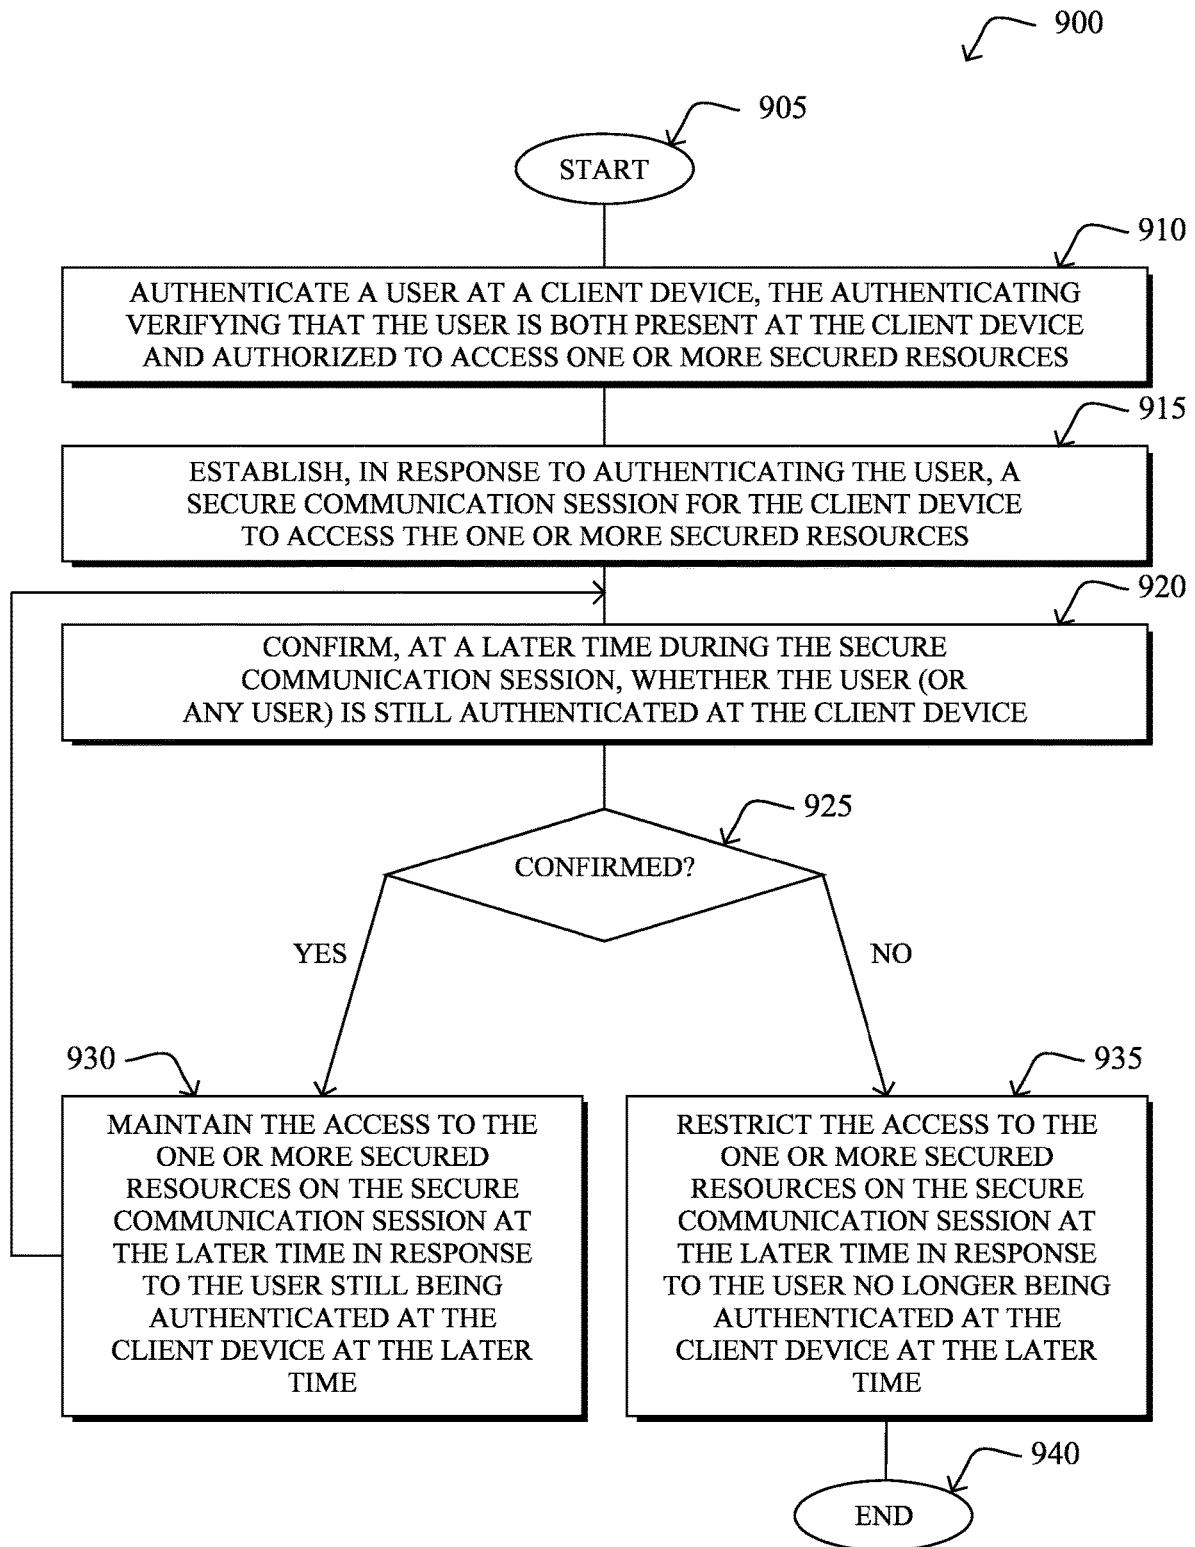 900
905
START
910
AUTHENTICATE A USER AT A CLIENT DEVICE, THE AUTHENTICATING
VERIFYING THAT THE USER IS BOTH PRESENT AT THE CLIENT DEVICE
AND AUTHORIZED TO ACCESS ONE OR MORE SECURED RESOURCES
915
ESTABLISH, IN RESPONSE TO AUTHENTICATING THE USER, A
SECURE COMMUNICATION SESSION FOR THE CLIENT DEVICE
TO ACCESS THE ONE OR MORE SECURED RESOURCES
920
CONFIRM, AT A LATER TIME DURING THE SECURE
COMMUNICATION SESSION, WHETHER THE USER (OR
ANY USER) IS STILL AUTHENTICATED AT THE CLIENT DEVICE
925
CONFIRMED?
YES
NO
930
MAINTAIN THE ACCESS TO THE
ONE OR MORE SECURED
RESOURCES ON THE SECURE
COMMUNICATION SESSION AT
THE LATER TIME IN RESPONSE
TO THE USER STILL BEING
AUTHENTICATED AT THE
CLIENT DEVICE AT THE LATER
TIME
935
RESTRICT THE ACCESS TO THE
ONE OR MORE SECURED
RESOURCES ON THE SECURE
COMMUNICATION SESSION AT
THE LATER TIME IN RESPONSE
TO THE USER NO LONGER BEING
AUTHENTICATED AT THE
CLIENT DEVICE AT THE LATER
TIME
940
END